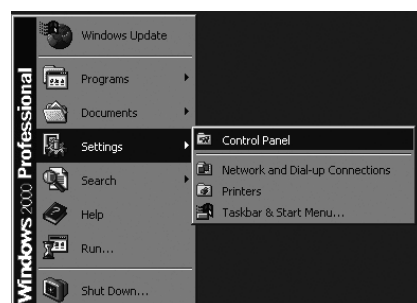 Windows 2000 Professional
Windows Update
Programs
Documents
Settings
Search
Help
Run...
Shut Down...
Control Panel
Network and Dial-up Connections
Printers
Taskbar & Start Menu...